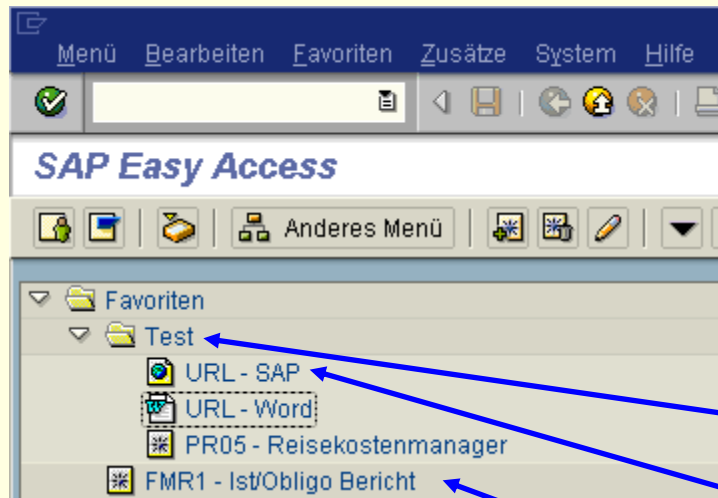 Menü Bearbeiten Favoriten Zusätze System Hilfe
SAP Easy Access
Anderes Menü
Favoriten
Test
URL - SAP
URL - Word
PR05 - Reisekostenmanager
FMR1 - Ist/Obligo Bericht